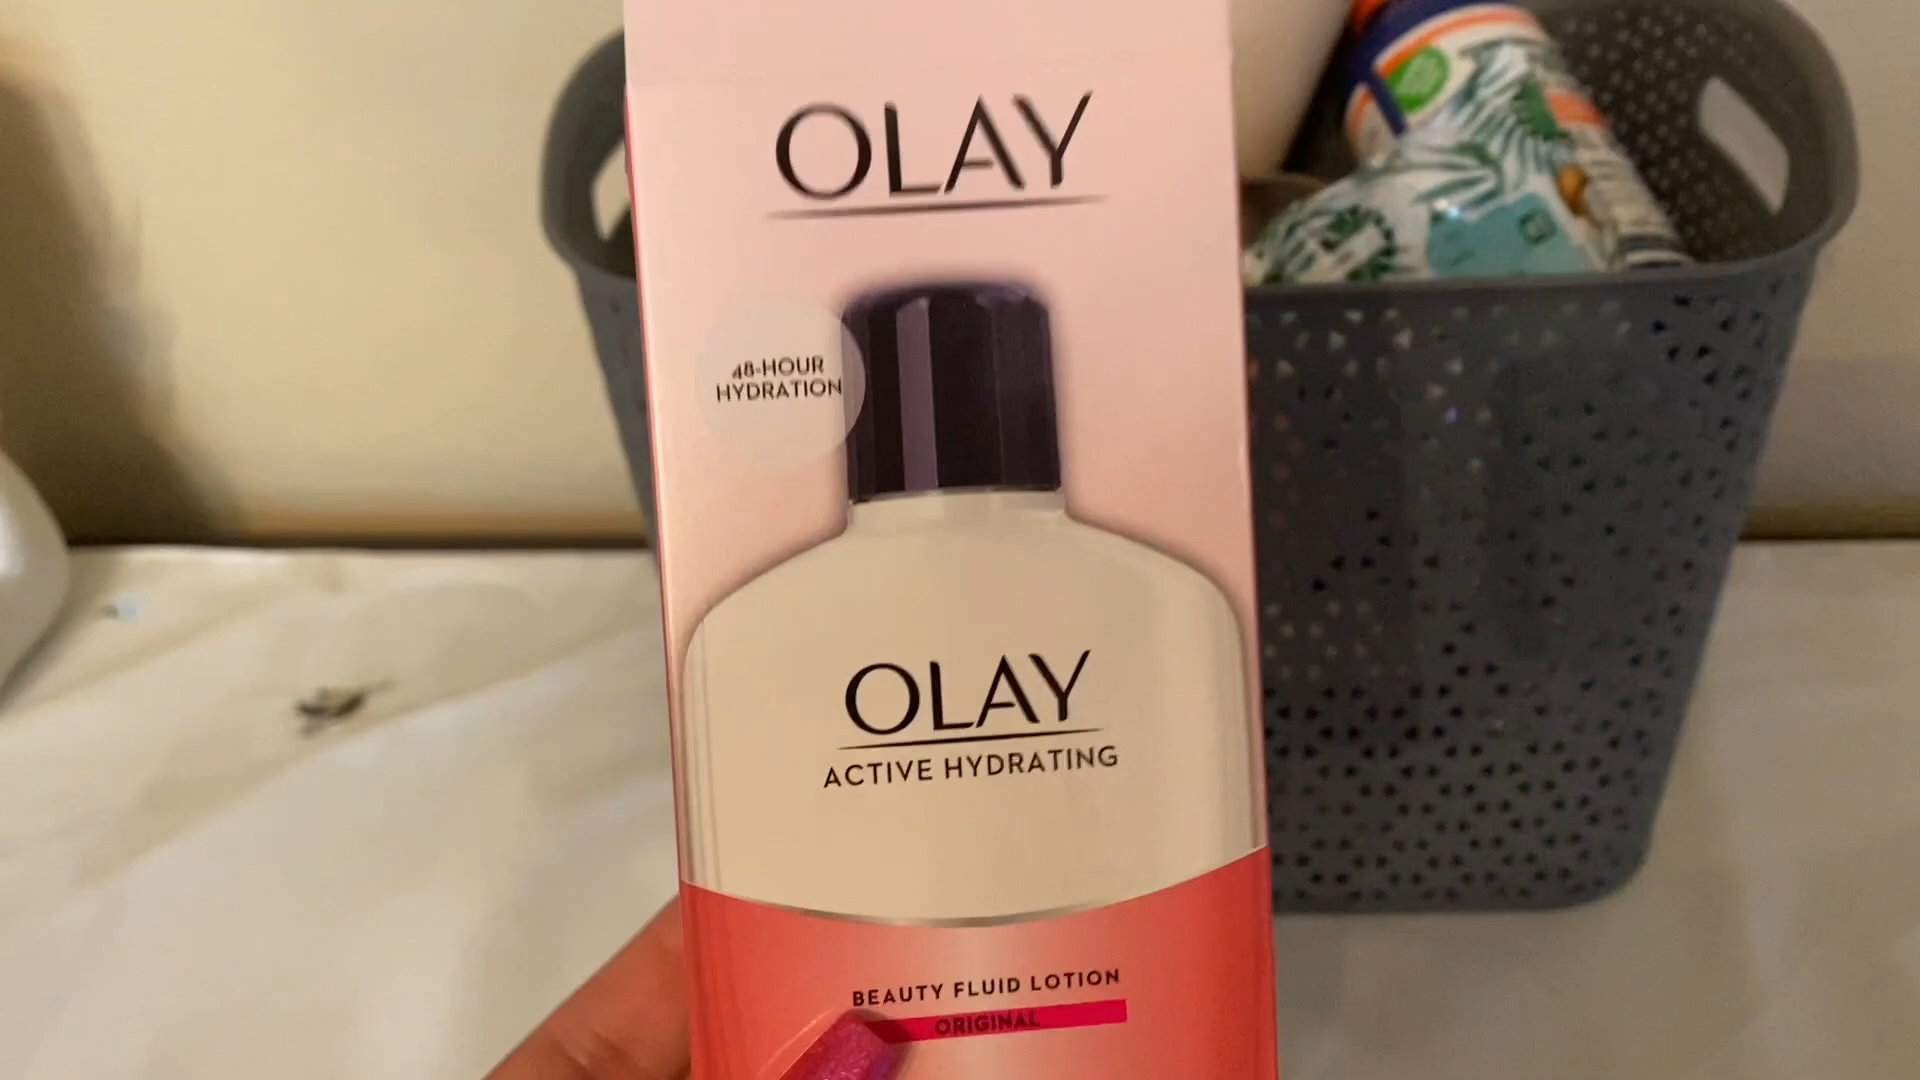 OLAY
48-HOUR
HYDRATION
OLAY
ACTIVE HYDRATING
BEAUTY FLUID LOTION
ORIGINAL